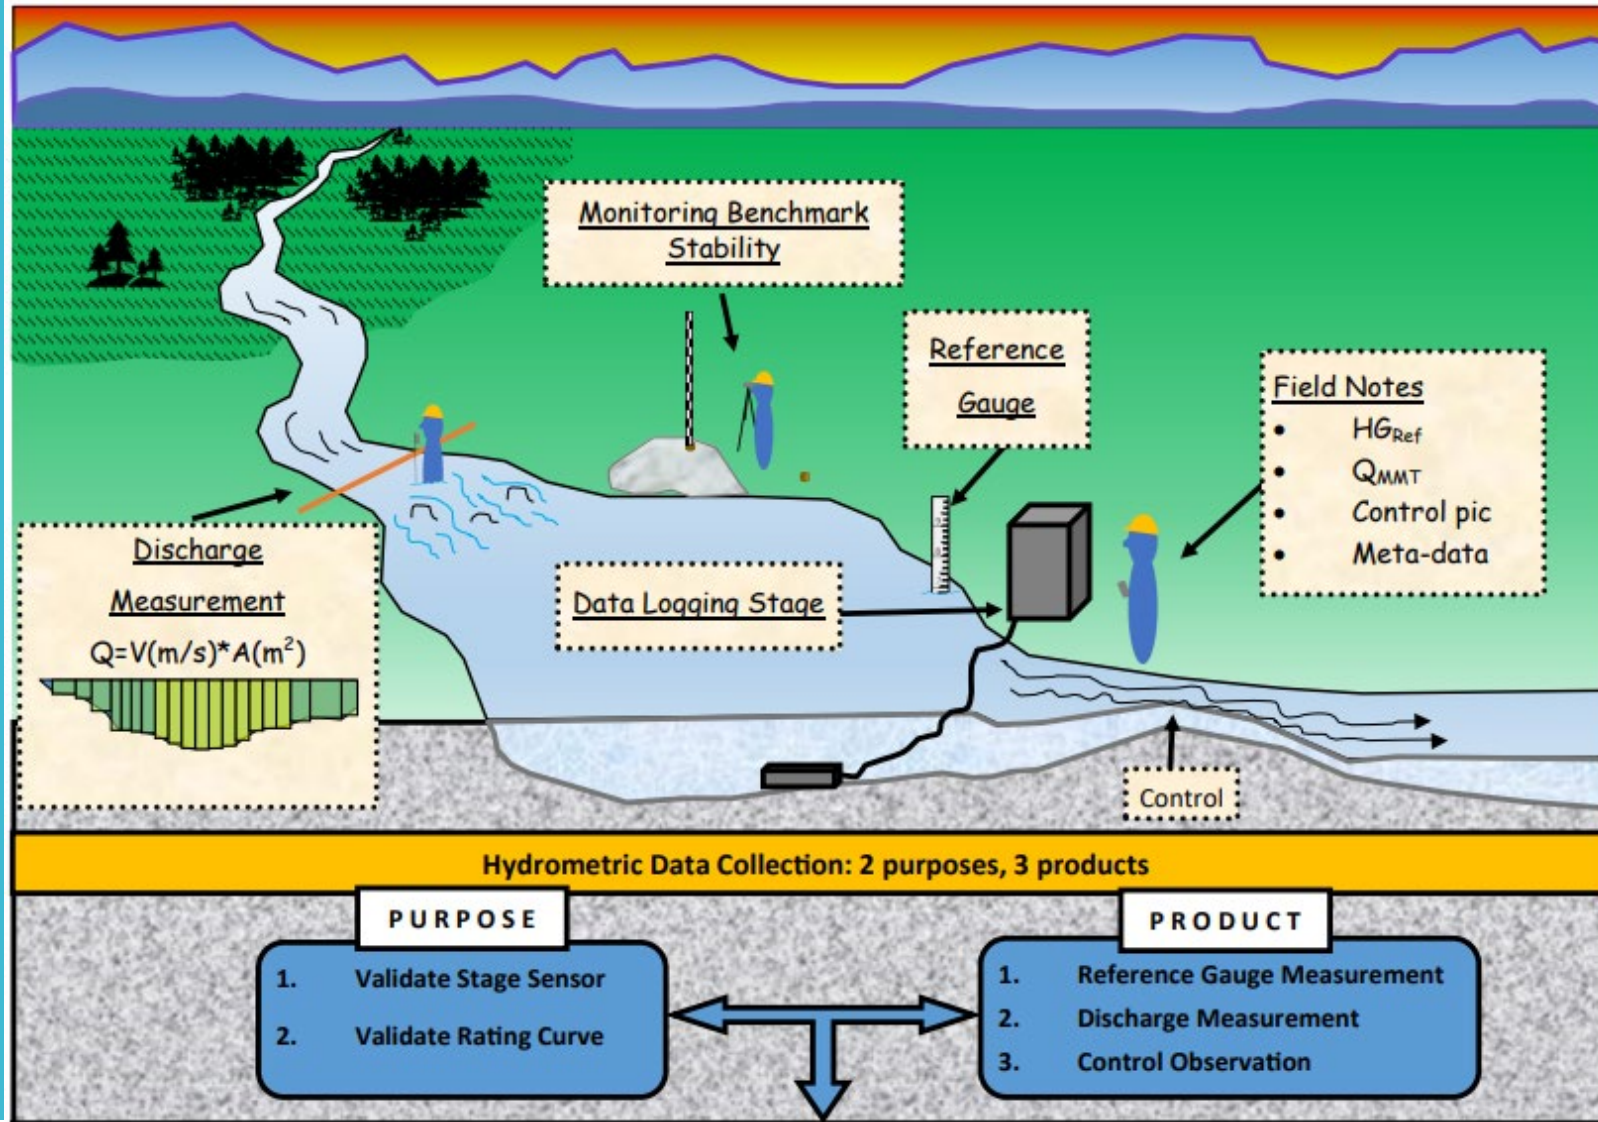 Monitoring Benchmark
Stability
Reference
Gauge
Field Notes
• HG_Ref
• Q_MMT
• Control pic
• Meta-data
Discharge
Measurement
Q=V(m/s)*A(m²)
Data Logging Stage
Control
Hydrometric Data Collection: 2 purposes, 3 products
PURPOSE
1. Validate Stage Sensor
2. Validate Rating Curve
PRODUCT
1. Reference Gauge Measurement
2. Discharge Measurement
3. Control Observation